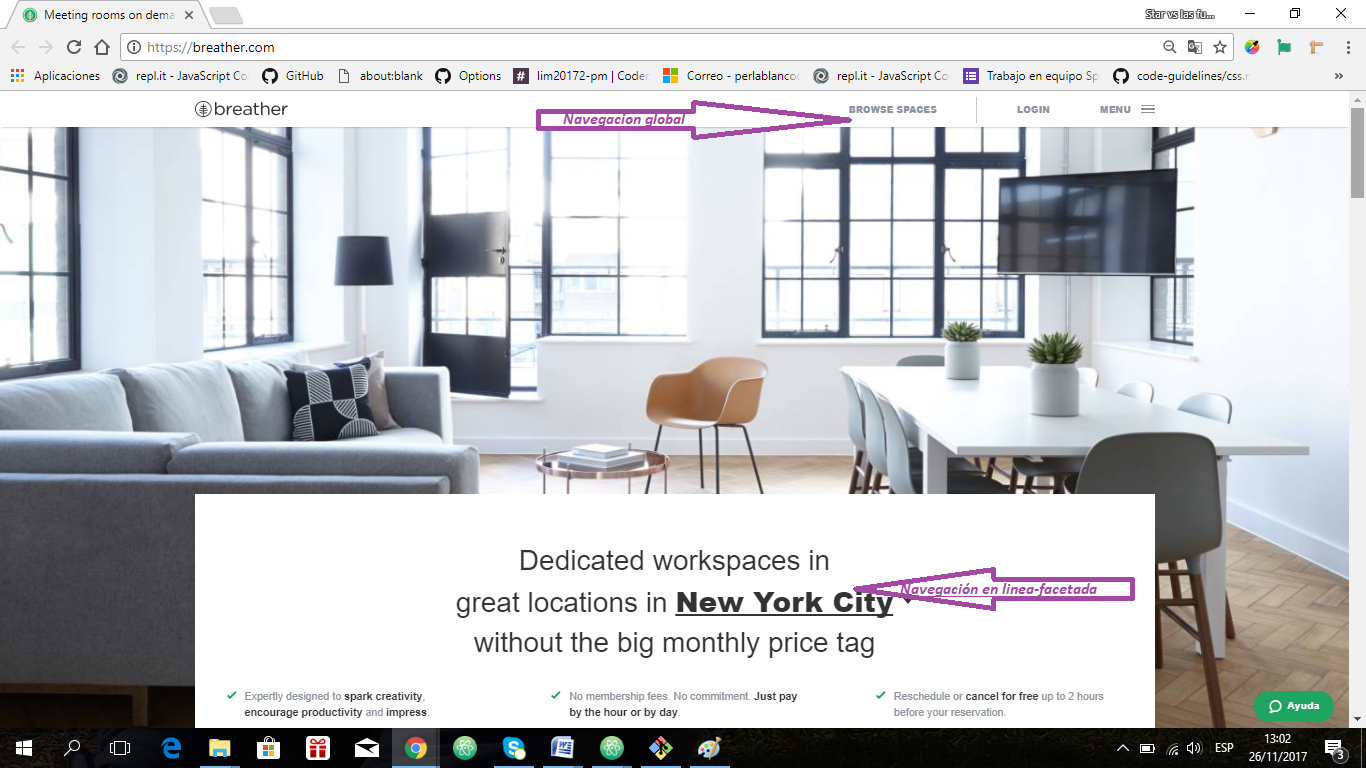 Meeting rooms on dema
Star vs las fu...
https://breather.com
Aplicaciones
repl.it - JavaScript Co
GitHub
about:blank
Options
lim20172-pm | Coder
Correo - perlablanco
repl.it - JavaScript Co
Trabajo en equipo Sp
code-guidelines/css.m
»
breather
Navegacion global
BROWSE SPACES
LOGIN
MENU
Dedicated workspaces in
great locations in New York City
Navegación en linea-facetada
without the big monthly price tag
Expertly designed to spark creativity,
encourage productivity and impress.
No membership fees. No commitment. Just pay
by the hour or by day.
Reschedule or cancel for free up to 2 hours
before your reservation.
Ayuda
ESP
13:02
26/11/2017
3